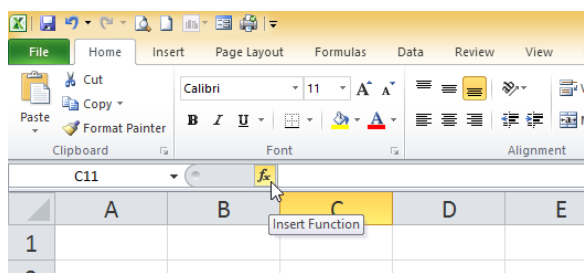 File Home Insert Page Layout Formulas Data Review View
Cut
Copy
Format Painter
Paste
Clipboard
Calibri 11 A A
B I U A
Font
Alignment
C11 fx
Insert Function
A B C D E
1